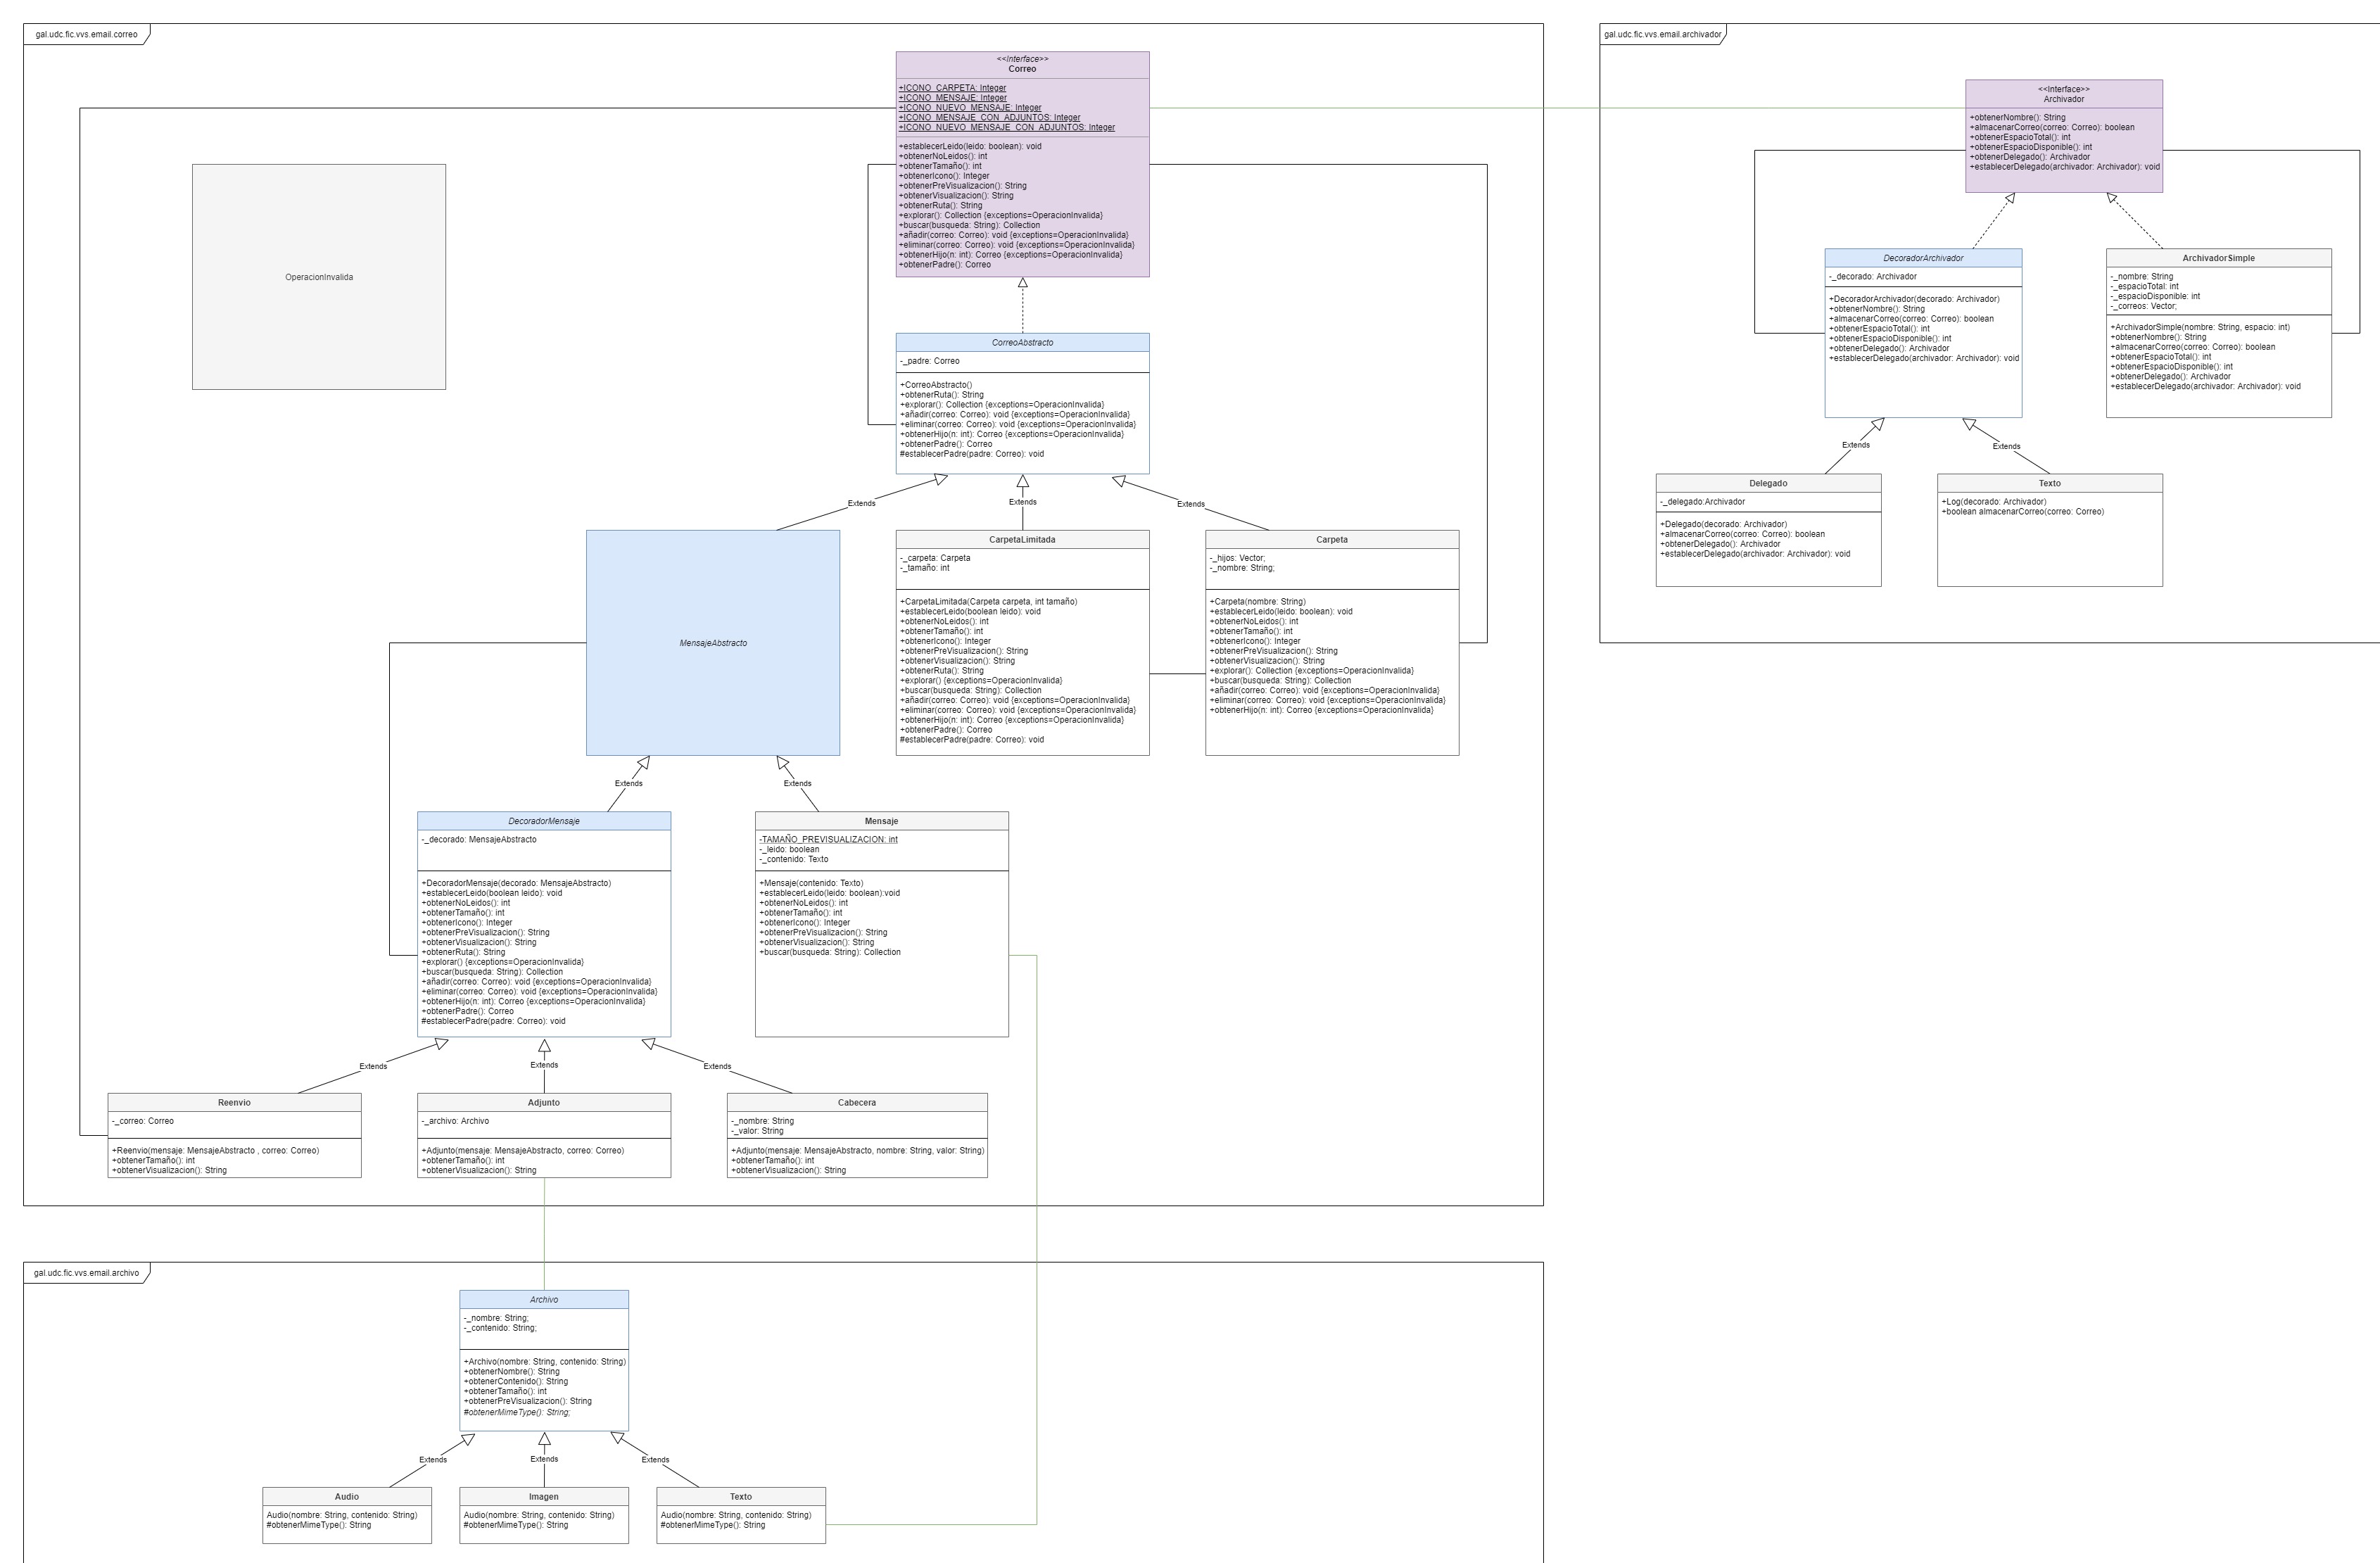 gal.udc.fic.vvs.email.correo
<<Interface>>
Correo
+ICONO_CARPETA: Integer
+ICONO_MENSAJE: Integer
+ICONO_NUEVO_MENSAJE: Integer
+ICONO_MENSAJE_CON_ADJUNTOS: Integer
+ICONO_NUEVO_MENSAJE_CON_ADJUNTOS: Integer
+establecerLeido(leido: boolean): void
+obtenerNoLeidos(): int
+obtenerTamaño(): int
+obtenerIcono(): Integer
+obtenerPreVisualizacion(): String
+obtenerVisualizacion(): String
+obtenerRuta(): String
+explorar(): Collection {exceptions=OperacionInvalida}
+buscar(busqueda: String): Collection
+añadir(correo: Correo): void {exceptions=OperacionInvalida}
+eliminar(correo: Correo): void {exceptions=OperacionInvalida}
+obtenerHijo(n: int): Correo {exceptions=OperacionInvalida}
+obtenerPadre(): Correo
OperacionInvalida
CorreoAbstracto
-_padre: Correo
+CorreoAbstracto()
+obtenerRuta(): String
+explorar(): Collection {exceptions=OperacionInvalida}
+añadir(correo: Correo): void {exceptions=OperacionInvalida}
+eliminar(correo: Correo): void {exceptions=OperacionInvalida}
+obtenerHijo(n: int): Correo {exceptions=OperacionInvalida}
+obtenerPadre(): Correo
#establecerPadre(padre: Correo): void
Extends
Extends
Extends
MensajeAbstracto
CarpetaLimitada
-_carpeta: Carpeta
-_tamaño: int
+CarpetaLimitada(Carpeta carpeta, int tamaño)
+establecerLeido(boolean leido): void
+obtenerNoLeidos(): int
+obtenerTamaño(): int
+obtenerIcono(): Integer
+obtenerPreVisualizacion(): String
+obtenerVisualizacion(): String
+obtenerRuta(): String
+explorar() {exceptions=OperacionInvalida}
+buscar(busqueda: String): Collection
+añadir(correo: Correo): void {exceptions=OperacionInvalida}
+eliminar(correo: Correo): void {exceptions=OperacionInvalida}
+obtenerHijo(n: int): Correo {exceptions=OperacionInvalida}
+obtenerPadre(): Correo
#establecerPadre(padre: Correo): void
Carpeta
-_hijos: Vector;
-_nombre: String;
+Carpeta(nombre: String)
+establecerLeido(leido: boolean): void
+obtenerNoLeidos(): int
+obtenerTamaño(): int
+obtenerIcono(): Integer
+obtenerPreVisualizacion(): String
+obtenerVisualizacion(): String
+explorar(): Collection {exceptions=OperacionInvalida}
+buscar(busqueda: String): Collection
+añadir(correo: Correo): void {exceptions=OperacionInvalida}
+eliminar(correo: Correo): void {exceptions=OperacionInvalida}
+obtenerHijo(n: int): Correo {exceptions=OperacionInvalida}
Extends
Extends
DecoradorMensaje
-_decorado: MensajeAbstracto
+DecoradorMensaje(decorado: MensajeAbstracto)
+establecerLeido(boolean leido): void
+obtenerNoLeidos(): int
+obtenerTamaño(): int
+obtenerIcono(): Integer
+obtenerPreVisualizacion(): String
+obtenerVisualizacion(): String
+obtenerRuta(): String
+explorar() {exceptions=OperacionInvalida}
+buscar(busqueda: String): Collection
+añadir(correo: Correo): void {exceptions=OperacionInvalida}
+eliminar(correo: Correo): void {exceptions=OperacionInvalida}
+obtenerHijo(n: int): Correo {exceptions=OperacionInvalida}
+obtenerPadre(): Correo
#establecerPadre(padre: Correo): void
Mensaje
-TAMAÑO_PREVISUALIZACION: int
-_leido: boolean
-_contenido: Texto
+Mensaje(contenido: Texto)
+establecerLeido(leido: boolean):void
+obtenerNoLeidos(): int
+obtenerTamaño(): int
+obtenerIcono(): Integer
+obtenerPreVisualizacion(): String
+obtenerVisualizacion(): String
+buscar(busqueda: String): Collection
Extends
Extends
Extends
Reenvio
-_correo: Correo
+Reenvio(mensaje: MensajeAbstracto , correo: Correo)
+obtenerTamaño(): int
+obtenerVisualizacion(): String
Adjunto
-_archivo: Archivo
+Adjunto(mensaje: MensajeAbstracto, correo: Correo)
+obtenerTamaño(): int
+obtenerVisualizacion(): String
Cabecera
-_nombre: String
-_valor: String
+Adjunto(mensaje: MensajeAbstracto, nombre: String, valor: String)
+obtenerTamaño(): int
+obtenerVisualizacion(): String
gal.udc.fic.vvs.email.archivador
<<Interface>>
Archivador
+obtenerNombre(): String
+almacenarCorreo(correo: Correo): boolean
+obtenerEspacioTotal(): int
+obtenerEspacioDisponible(): int
+obtenerDelegado(): Archivador
+establecerDelegado(archivador: Archivador): void
DecoradorArchivador
-_decorado: Archivador
+DecoradorArchivador(decorado: Archivador)
+obtenerNombre(): String
+almacenarCorreo(correo: Correo): boolean
+obtenerEspacioTotal(): int
+obtenerEspacioDisponible(): int
+obtenerDelegado(): Archivador
+establecerDelegado(archivador: Archivador): void
ArchivadorSimple
-_nombre: String
-_espacioTotal: int
-_espacioDisponible: int
-_correos: Vector;
+ArchivadorSimple(nombre: String, espacio: int)
+obtenerNombre(): String
+almacenarCorreo(correo: Correo): boolean
+obtenerEspacioTotal(): int
+obtenerEspacioDisponible(): int
+obtenerDelegado(): Archivador
+establecerDelegado(archivador: Archivador): void
Extends
Extends
Delegado
-_delegado:Archivador
+Delegado(decorado: Archivador)
+almacenarCorreo(correo: Correo): boolean
+obtenerDelegado(): Archivador
+establecerDelegado(archivador: Archivador): void
Texto
+Log(decorado: Archivador)
+boolean almacenarCorreo(correo: Correo)
gal.udc.fic.vvs.email.archivo
Archivo
-_nombre: String;
-_contenido: String;
+Archivo(nombre: String, contenido: String)
+obtenerNombre(): String
+obtenerContenido(): String
+obtenerTamaño(): int
+obtenerPreVisualizacion(): String
#obtenerMimeType(): String;
Extends
Extends
Extends
Audio
Audio(nombre: String, contenido: String)
#obtenerMimeType(): String
Imagen
Audio(nombre: String, contenido: String)
#obtenerMimeType(): String
Texto
Audio(nombre: String, contenido: String)
#obtenerMimeType(): String